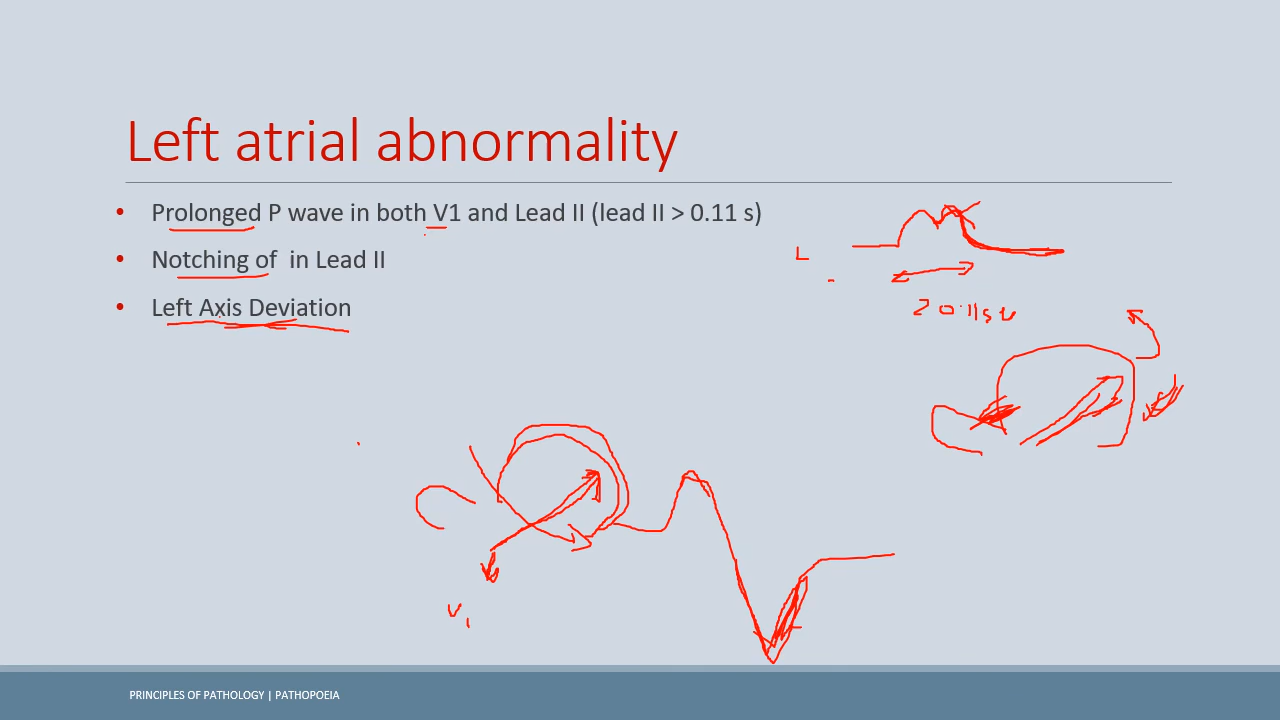 Left atrial abnormality
• Prolonged P wave in both V1 and Lead II (lead II > 0.11 s)
• Notching of in Lead II
• Left Axis Deviation
L
V1
PRINCIPLES OF PATHOLOGY | PATHOPOEIA